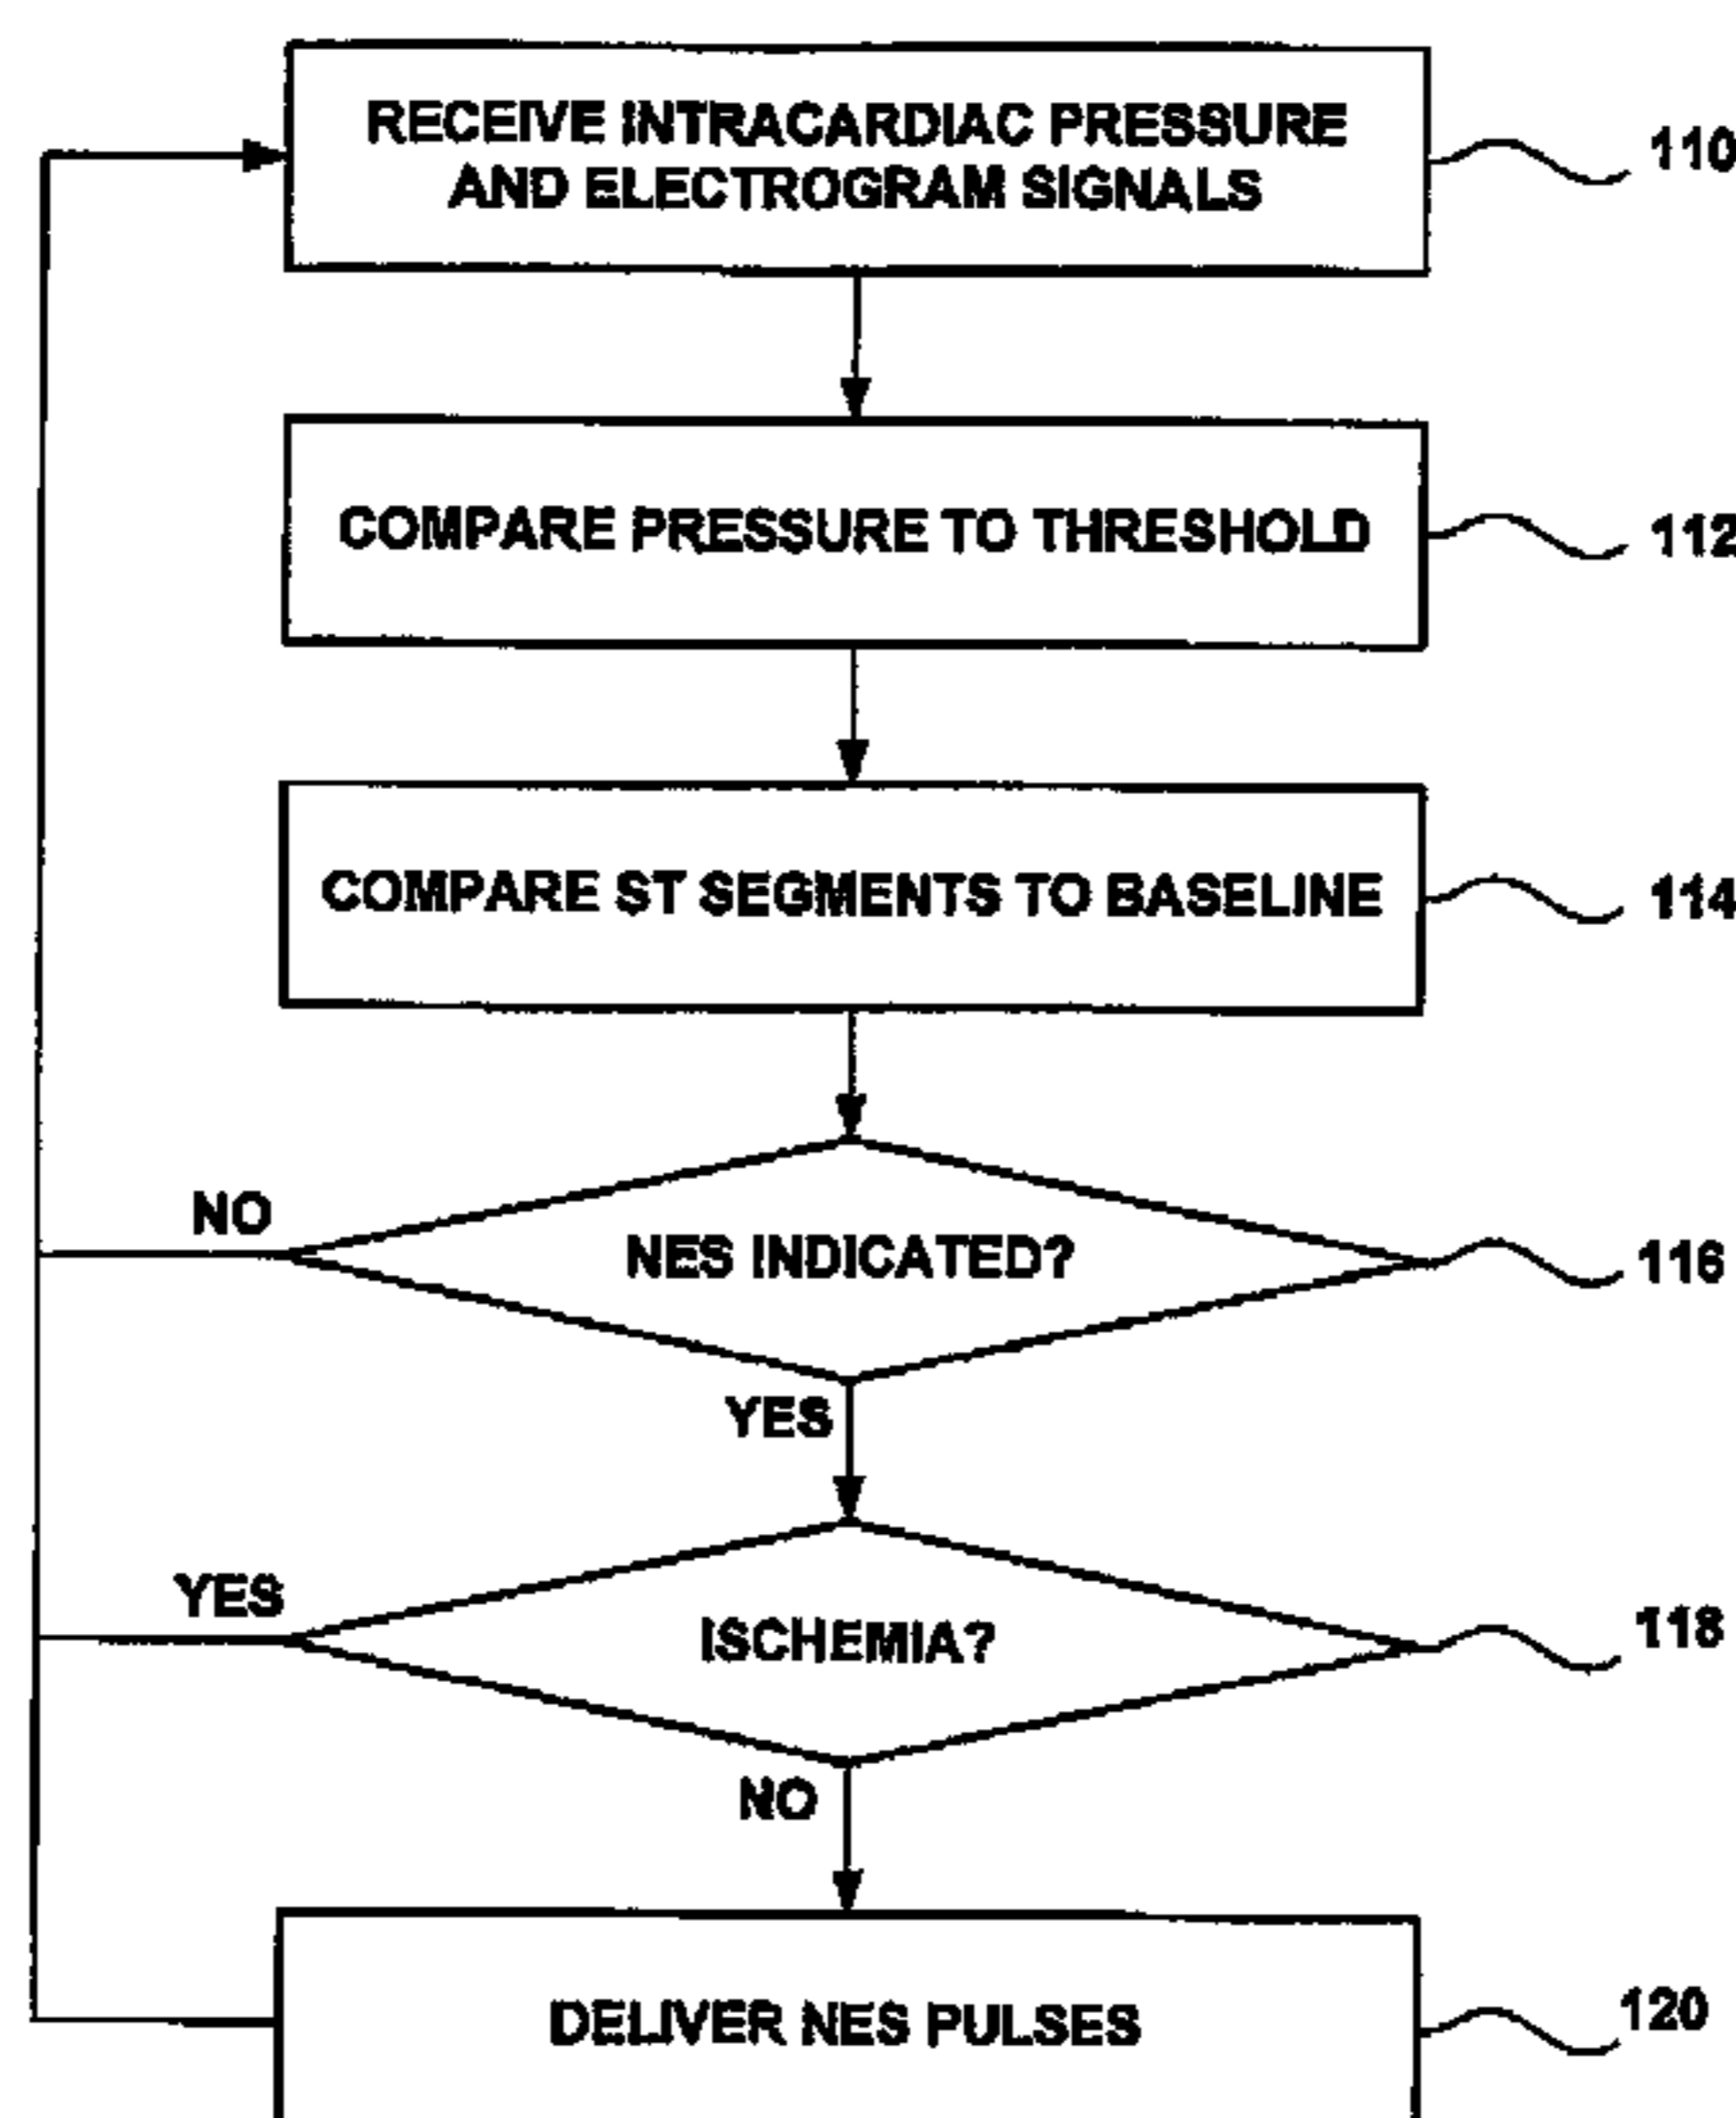 RECEIVE INTRACARDIAC PRESSURE
AND ELECTROGRAM SIGNALS
110
COMPARE PRESSURE TO THRESHOLD
112
COMPARE ST SEGMENTS TO BASELINE
114
NO
NES INDICATED?
116
YES
YES
ISCHEMIA?
118
NO
DELIVER NES PULSES
120